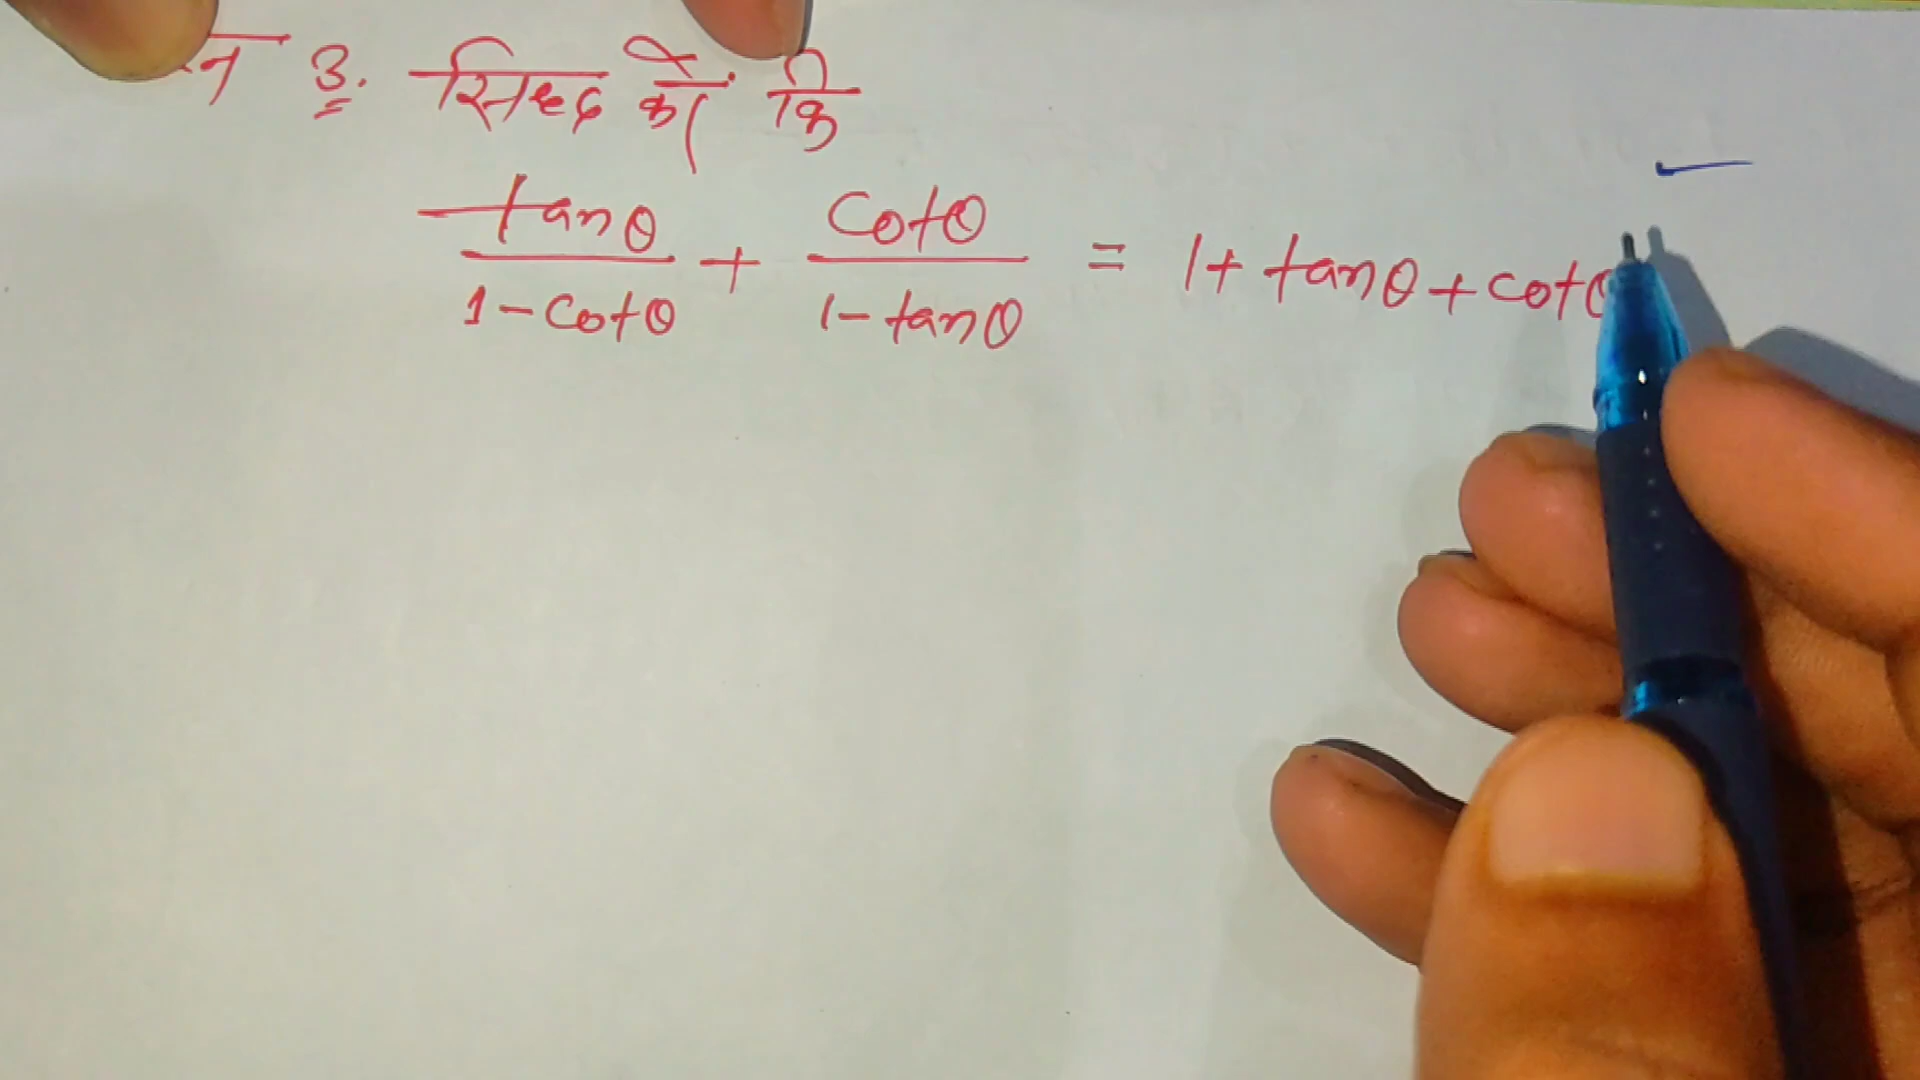 3. सिद्ध करें कि
tanθ/1-cotθ + cotθ/1-tanθ = 1+tanθ+cotθ